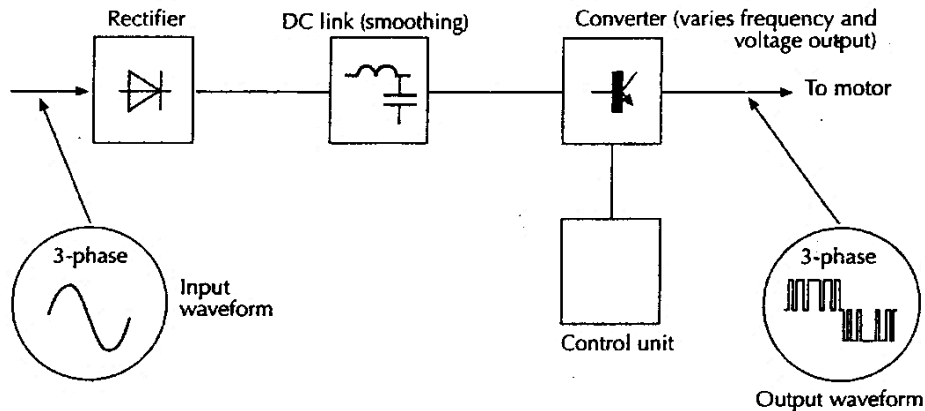 Rectifier
DC link (smoothing)
Converter (varies frequency and
voltage output)
To motor
3-phase
Input
waveform
Control unit
3-phase
Output waveform